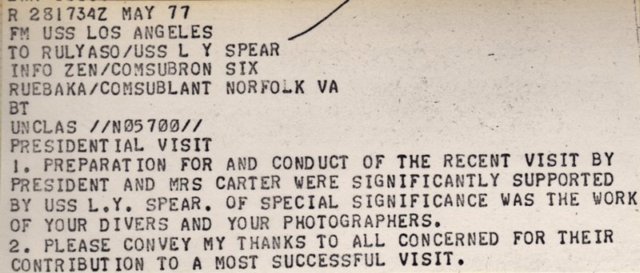 R 281734Z MAY 77
FM USS LOS ANGELES
TO RULYASO/USS L Y SPEAR
INFO ZEN/COMSUBRON SIX
RUEBAKA/COMSUBLANT NORFOLK VA
BT
UNCLAS //N05700//
PRESIDENTIAL VISIT
1. PREPARATION FOR AND CONDUCT OF THE RECENT VISIT BY
PRESIDENT AND MRS CARTER WERE SIGNIFICANTLY SUPPORTED
BY USS L.Y. SPEAR. OF SPECIAL SIGNIFICANCE WAS THE WORK
OF YOUR DIVERS AND YOUR PHOTOGRAPHERS.
2. PLEASE CONVEY MY THANKS TO ALL CONCERNED FOR THEIR
CONTRIBUTION TO A MOST SUCCESSFUL VISIT.